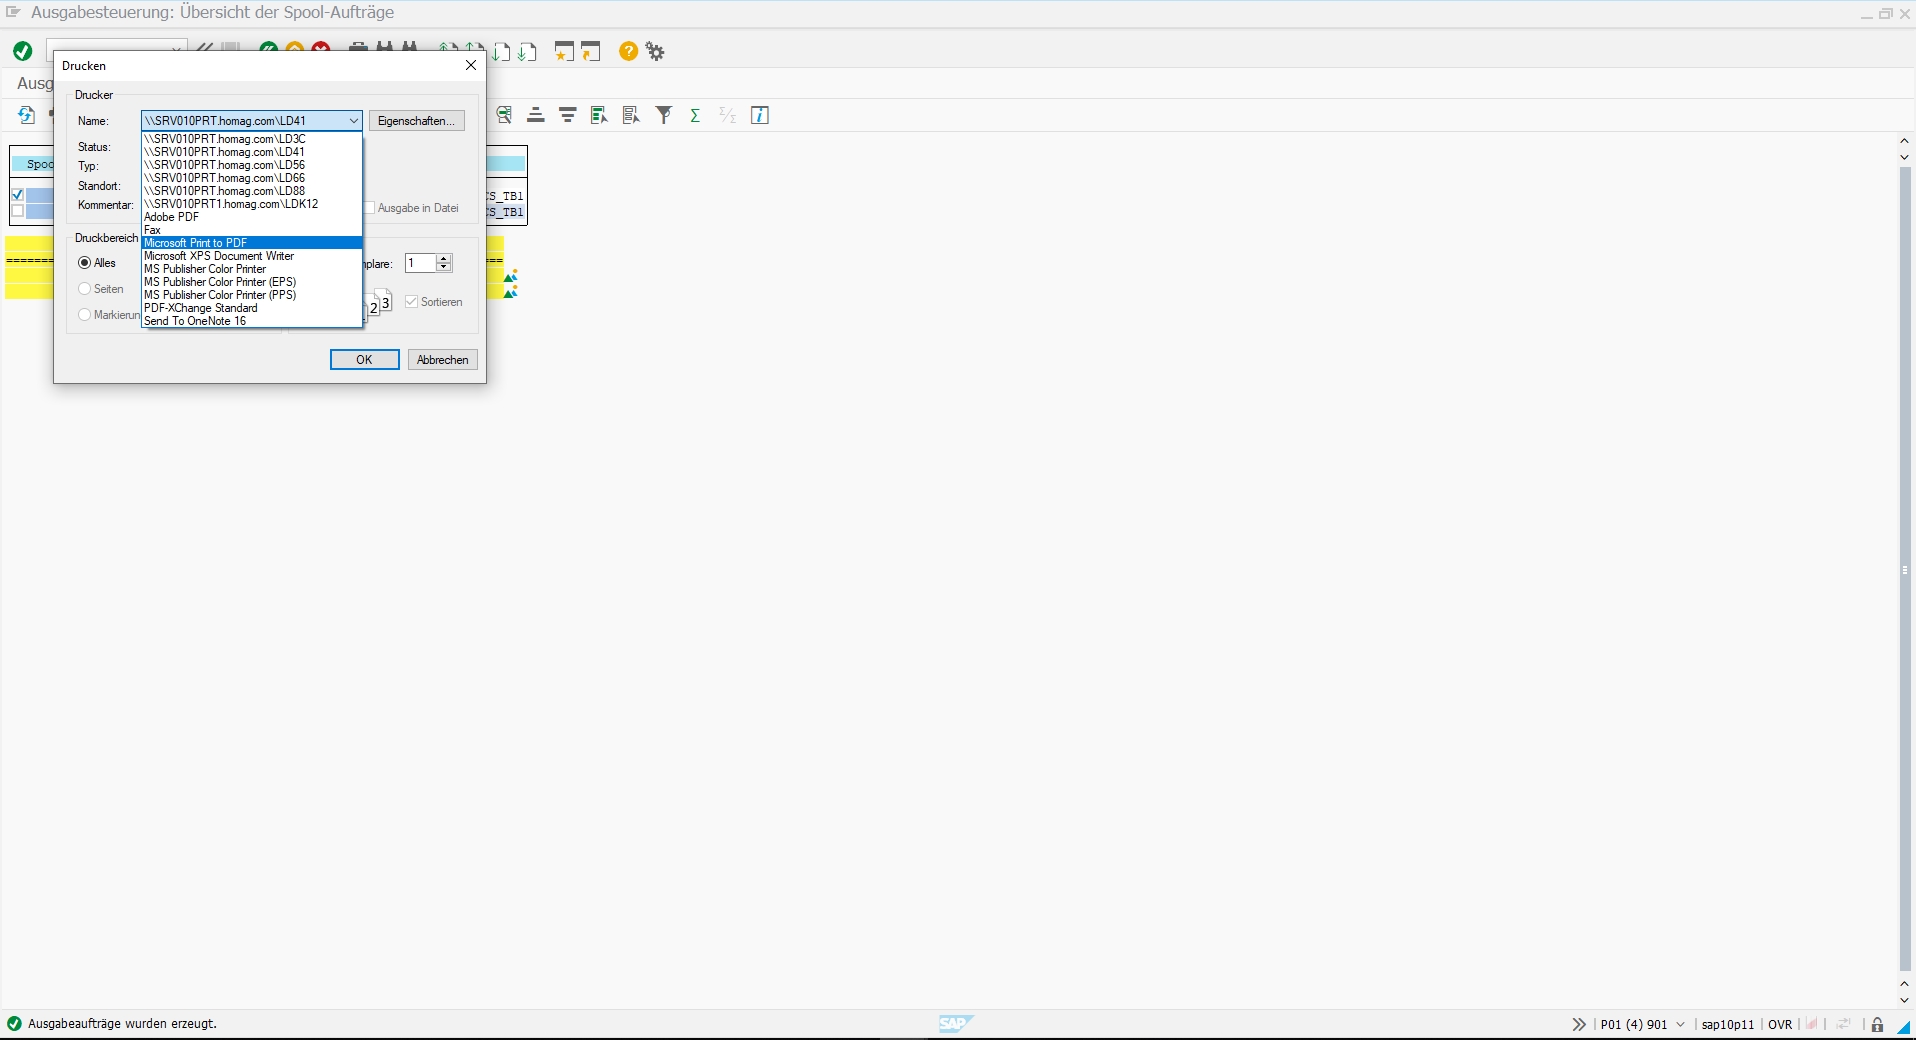 Ausgabesteuerung: Übersicht der Spool-Aufträge
Drucken
Ausg
Drucker
Name:
\\SRV010PRT.homag.com\LD41
Eigenschaften...
\\SRV010PRT.homag.com\LD3C
\\SRV010PRT.homag.com\LD41
\\SRV010PRT.homag.com\LD56
\\SRV010PRT.homag.com\LD66
\\SRV010PRT.homag.com\LD88
\\SRV010PRT1.homag.com\LDK12
Adobe PDF
Fax
Microsoft Print to PDF
Microsoft XPS Document Writer
MS Publisher Color Printer
MS Publisher Color Printer (EPS)
MS Publisher Color Printer (PPS)
PDF-XChange Standard
Send To OneNote 16
Status:
Typ:
Standort:
Kommentar:
Ausgabe in Datei
Spoo
CS_TB1
CS_TB1
Druckbereich
Alles
Seiten
Markierun
nplare:
1
2 3
Sortieren
OK
Abbrechen
Ausgabeaufträge wurden erzeugt.
SAP
P01 (4) 901
sap10p11
OVR